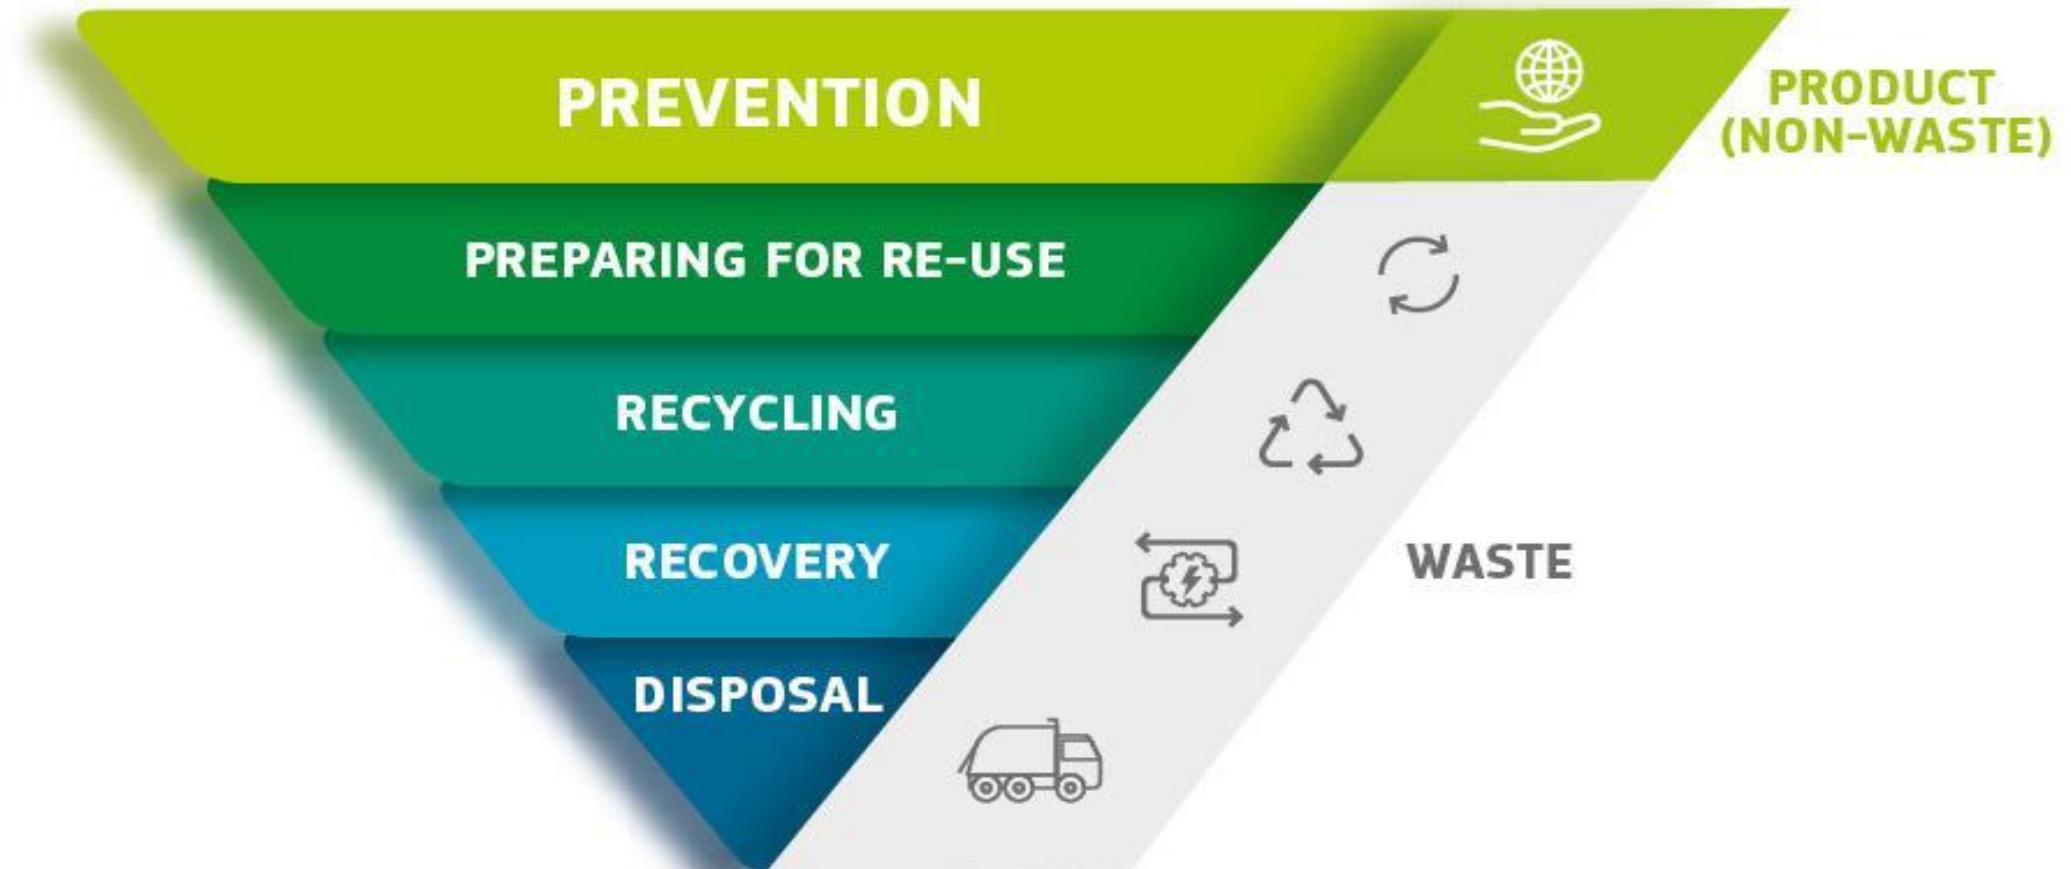 PREVENTION
PRODUCT
(NON-WASTE)
PREPARING FOR RE-USE
RECYCLING
RECOVERY
WASTE
DISPOSAL